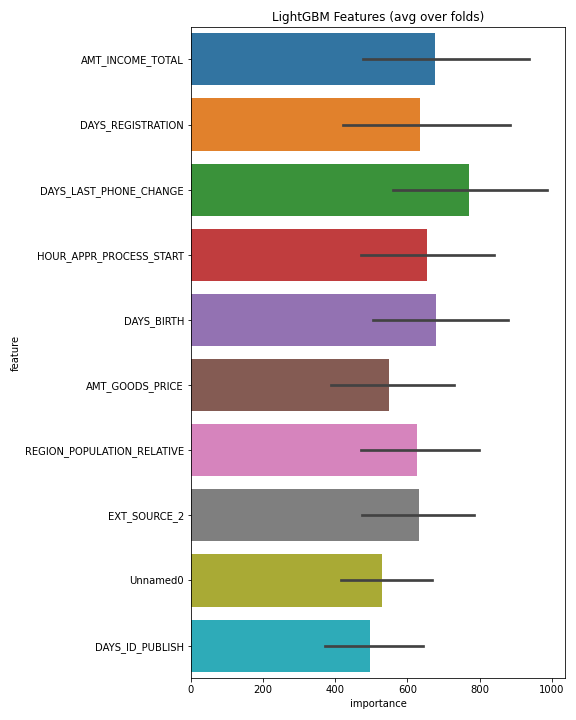 LightGBM Features (avg over folds)
AMT_INCOME_TOTAL
DAYS_REGISTRATION
DAYS_LAST_PHONE_CHANGE
HOUR_APPR_PROCESS_START
DAYS_BIRTH
feature
AMT_GOODS_PRICE
REGION_POPULATION_RELATIVE
EXT_SOURCE_2
Unnamed0
DAYS_ID_PUBLISH
0 200 400 600 800 1000
importance